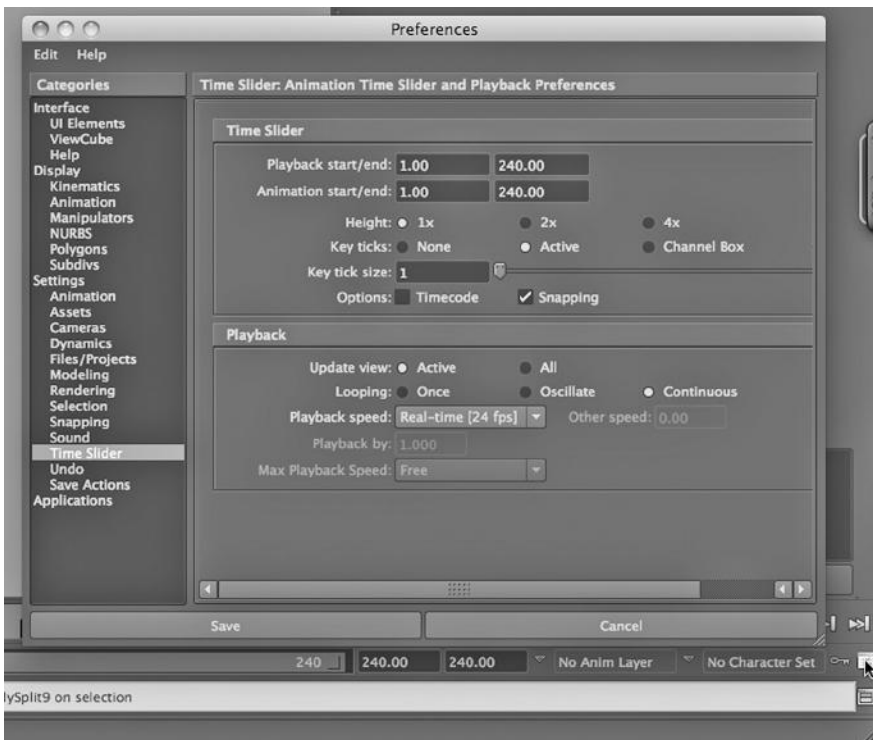 Preferences
Edit Help
Categories
Time Slider: Animation Time Slider and Playback Preferences
Interface
UI Elements
ViewCube
Help
Display
Kinematics
Animation
Manipulators
NURBS
Polygons
Subdivs
Settings
Animation
Assets
Cameras
Dynamics
Files/Projects
Modeling
Rendering
Selection
Snapping
Sound
Time Slider
Undo
Save Actions
Applications
Time Slider
Playback start/end: 1.00 240.00
Animation start/end: 1.00 240.00
Height: 1x 2x 4x
Key ticks: None Active Channel Box
Key tick size: 1
Options: Timecode Snapping
Playback
Update view: Active All
Looping: Once Oscillate Continuous
Playback speed: Real-time [24 fps] Other speed: 0.00
Playback by: 1.000
Max Playback Speed: Free
Save Cancel
240 240.00 240.00 No Anim Layer No Character Set
lySplit9 on selection